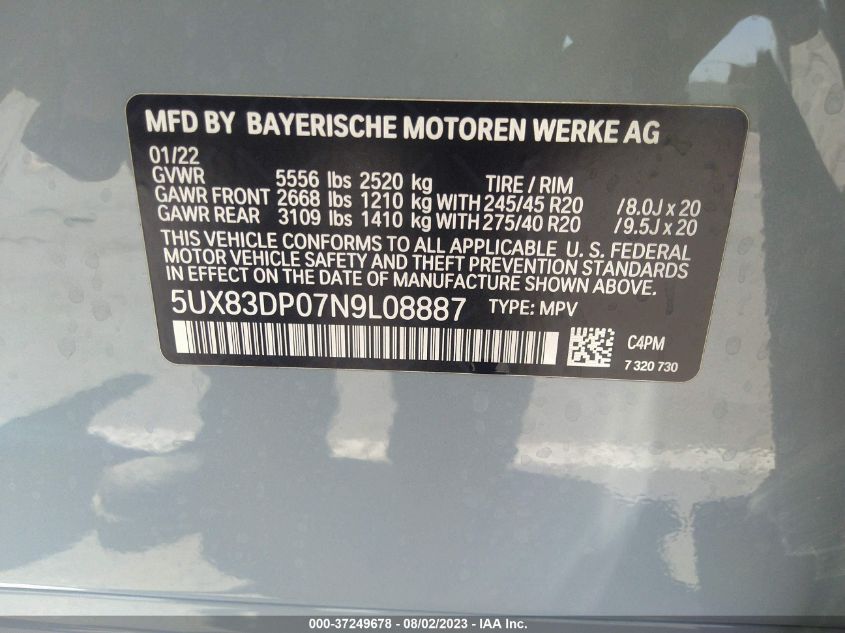 MFD BY BAYERISCHE MOTOREN WERKE AG
01/22
GVWR 5556 lbs 2520 kg TIRE / RIM
GAWR FRONT 2668 lbs 1210 kg WITH 245/45 R20 /8.0J x 20
GAWR REAR 3109 lbs 1410 kg WITH 275/40 R20 /9.5J x 20
THIS VEHICLE CONFORMS TO ALL APPLICABLE U. S. FEDERAL
MOTOR VEHICLE SAFETY AND THEFT PREVENTION STANDARDS
IN EFFECT ON THE DATE OF MANUFACTURE SHOWN ABOVE.
5UX83DP07N9L08887 TYPE: MPV
C4PM
7 320 730
000-37249678 - 08/02/2023 - IAA Inc.